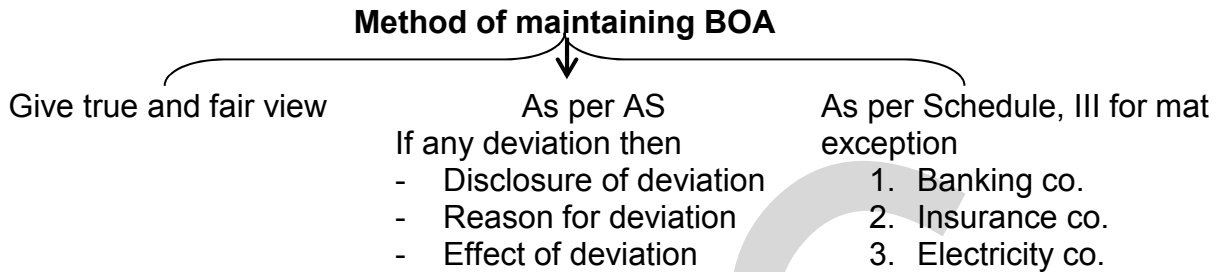 Method of maintaining BOA
Give true and fair view
As per AS
If any deviation then
- Disclosure of deviation
- Reason for deviation
- Effect of deviation
As per Schedule, III for mat
exception
1. Banking co.
2. Insurance co.
3. Electricity co.